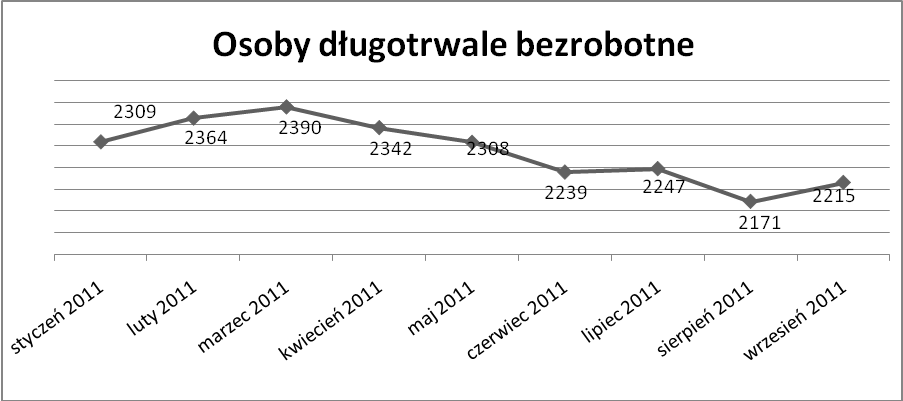 Osoby długotrwale bezrobotne
2309
2364
2390
2342
2308
2239
2247
2171
2215
styczeń 2011
luty 2011
marzec 2011
kwiecień 2011
maj 2011
czerwiec 2011
lipiec 2011
sierpień 2011
wrzesień 2011